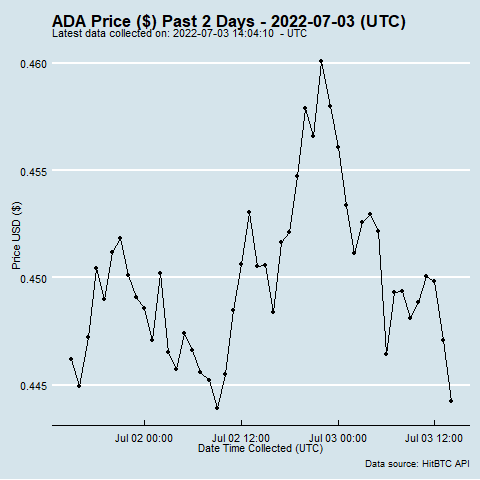 ADA Price ($) Past 2 Days - 2022-07-03 (UTC)
Latest data collected on: 2022-07-03 14:04:10  - UTC
0.460
0.455
0.450
0.445
Price USD ($)
Jul 02 00:00 Jul 02 12:00 Jul 03 00:00 Jul 03 12:00
Date Time Collected (UTC)
Data source: HitBTC API